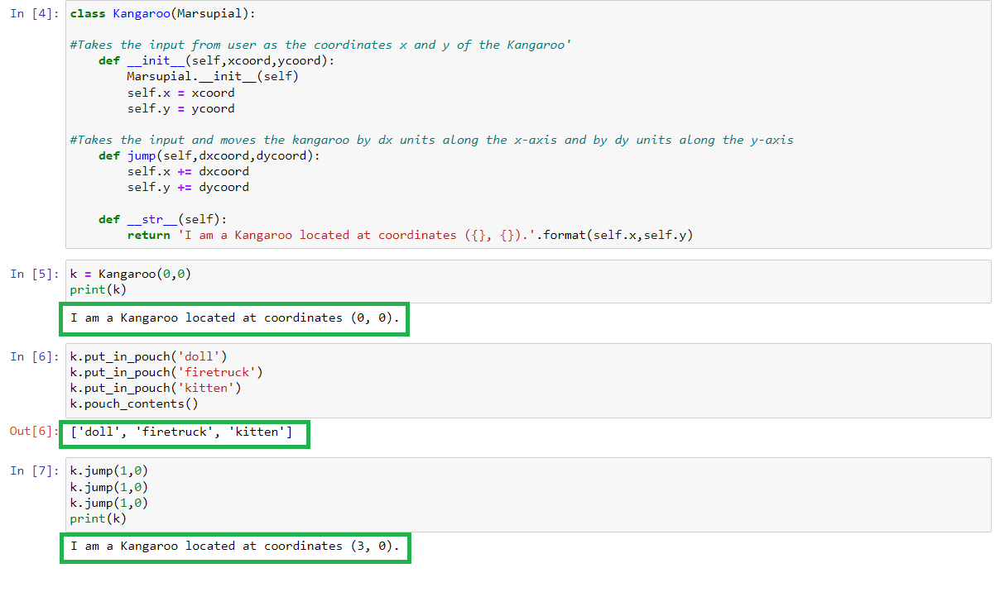 In [4]: class Kangaroo(Marsupial):
#Takes the input from user as the coordinates x and y of the Kangaroo'
    def __init__(self,xcoord,ycoord):
        Marsupial.__init__(self)
        self.x = xcoord
        self.y = ycoord
#Takes the input and moves the kangaroo by dx units along the x-axis and by dy units along the y-axis
    def jump(self,dxcoord,dycoord):
        self.x += dxcoord
        self.y += dycoord
    def __str__(self):
        return 'I am a Kangaroo located at coordinates ({}, {}).'.format(self.x,self.y)
In [5]: k = Kangaroo(0,0)
print(k)
I am a Kangaroo located at coordinates (0, 0).
In [6]: k.put_in_pouch('doll')
k.put_in_pouch('firetruck')
k.put_in_pouch('kitten')
k.pouch_contents()
Out[6]: ['doll', 'firetruck', 'kitten']
In [7]: k.jump(1,0)
k.jump(1,0)
k.jump(1,0)
print(k)
I am a Kangaroo located at coordinates (3, 0).